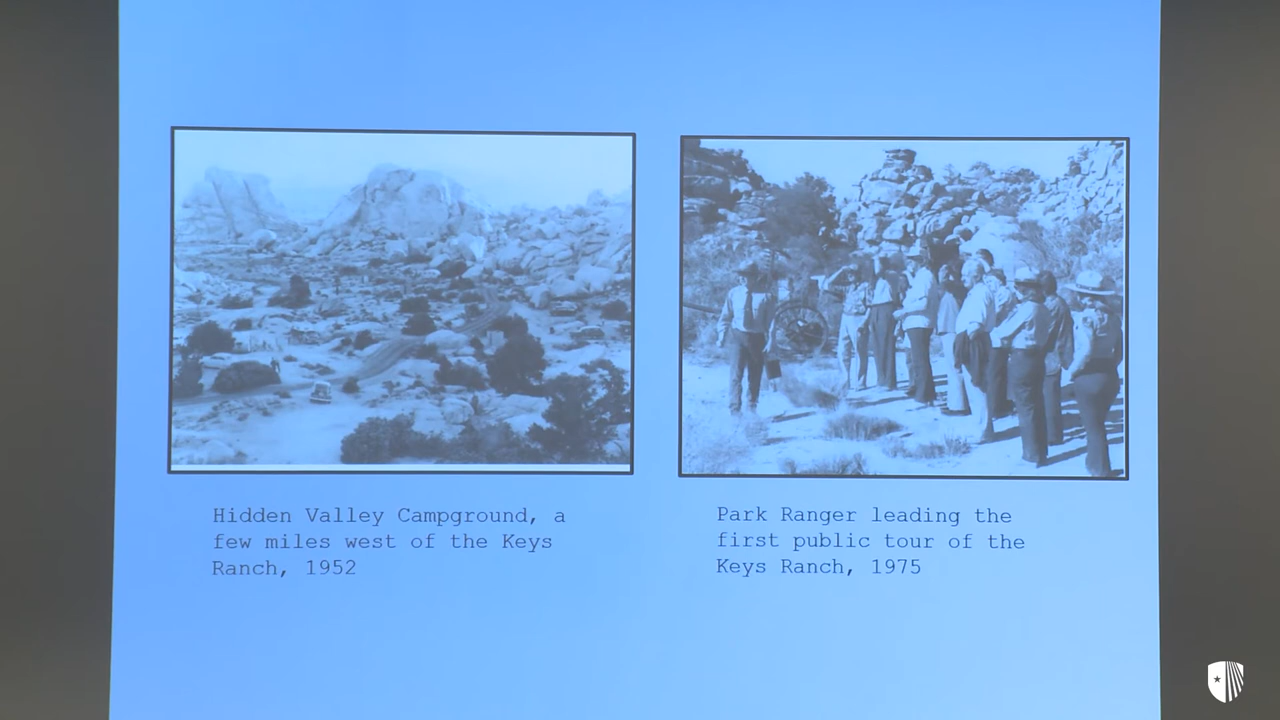 Hidden Valley Campground, a
few miles west of the Keys
Ranch, 1952
Park Ranger leading the
first public tour of the
Keys Ranch, 1975